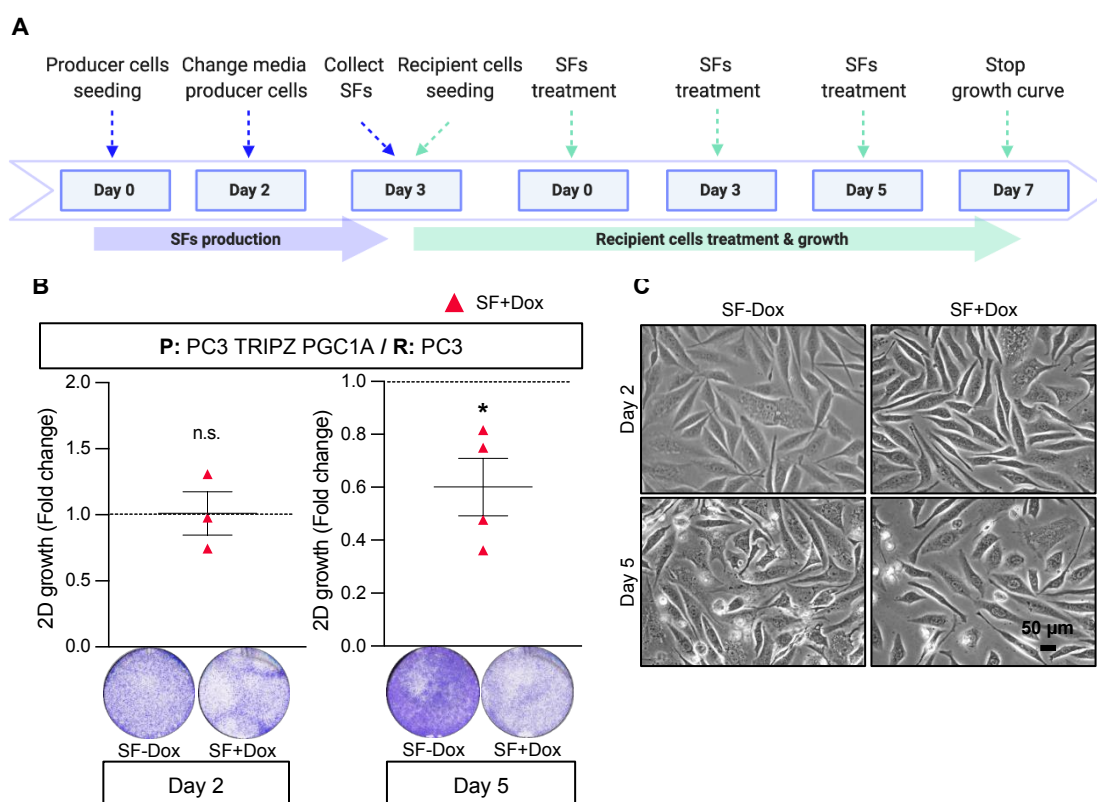 A
Producer cells
seeding
Change media
producer cells
Collect
SFs
Recipient cells
seeding
SFs
treatment
SFs
treatment
SFs
treatment
Stop
growth curve
Day 0
Day 2
Day 3
Day 0
Day 3
Day 5
Day 7
SFs production
Recipient cells treatment & growth
B
SF+Dox
P: PC3 TRIPZ PGC1A / R: PC3
2D growth (Fold change)
2.0
1.5
1.0
0.5
0.0
n.s.
2D growth (Fold change)
1.0
0.8
0.6
0.4
0.2
0.0
*
SF-Dox
SF+Dox
SF-Dox
SF+Dox
Day 2
Day 5
C
SF-Dox
SF+Dox
Day 2
Day 5
50 µm